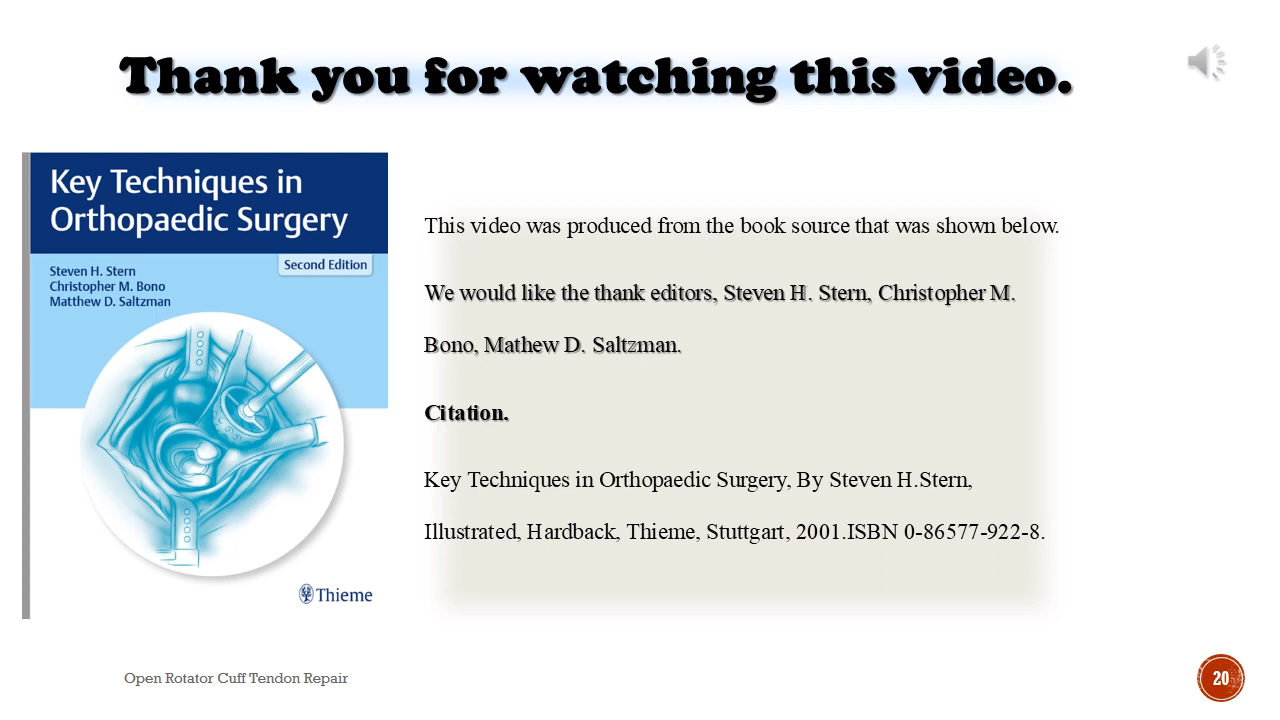 Thank you for watching this video.
Key Techniques in
Orthopaedic Surgery
Second Edition
Steven H. Stern
Christopher M. Bono
Matthew D. Saltzman
Thieme
This video was produced from the book source that was shown below.
We would like the thank editors, Steven H. Stern, Christopher M.
Bono, Mathew D. Saltzman.
Citation.
Key Techniques in Orthopaedic Surgery, By Steven H.Stern,
Illustrated, Hardback, Thieme, Stuttgart, 2001.ISBN 0-86577-922-8.
Open Rotator Cuff Tendon Repair
20